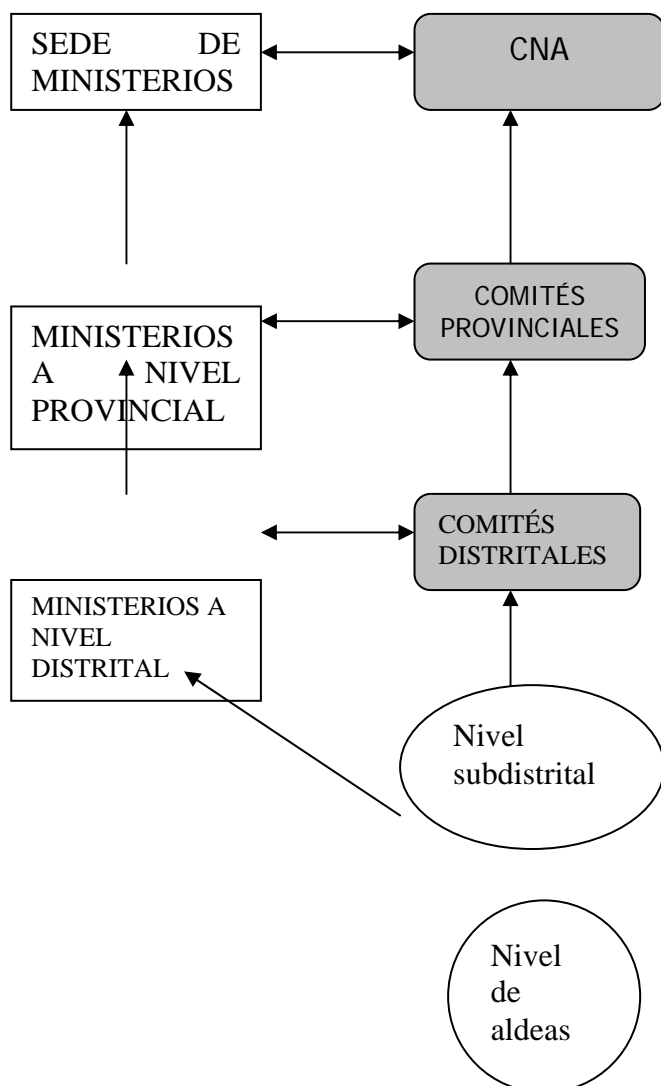 SEDE DE
MINISTERIOS
CNA
MINISTERIOS
A NIVEL
PROVINCIAL
COMITÉS
PROVINCIALES
COMITÉS
DISTRITALES
MINISTERIOS A
NIVEL
DISTRITAL
Nivel
subdistrital
Nivel
de
aldeas